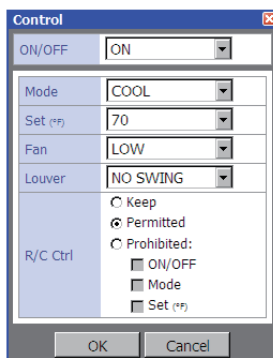 Control
ON/OFF ON
Mode COOL
Set (°F) 70
Fan LOW
Louver NO SWING
R/C Ctrl
Keep
Permitted
Prohibited:
ON/OFF
Mode
Set (°F)
OK Cancel